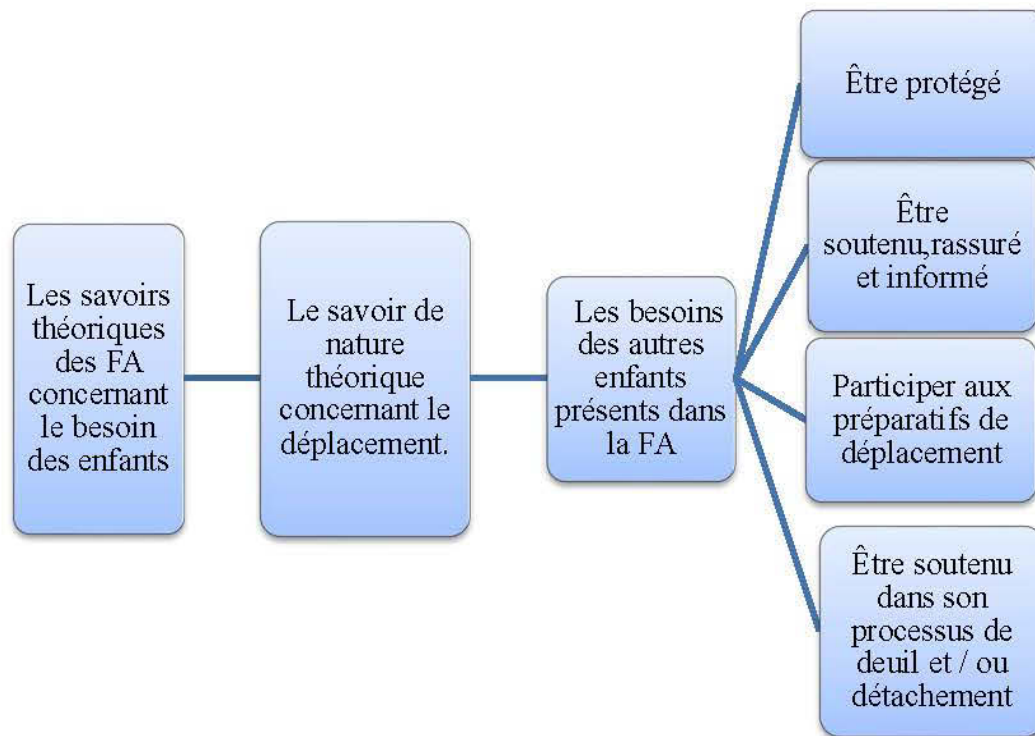 Les savoirs
théoriques
des FA
concernant
le besoin
des enfants
Le savoir de
nature
théorique
concernant le
déplacement.
Les besoins
des autres
enfants
présents dans
la FA
Être protégé
Être
soutenu,rassuré
et informé
Participer aux
préparatifs de
déplacement
Être soutenu
dans son
processus de
deuil et / ou
détachement